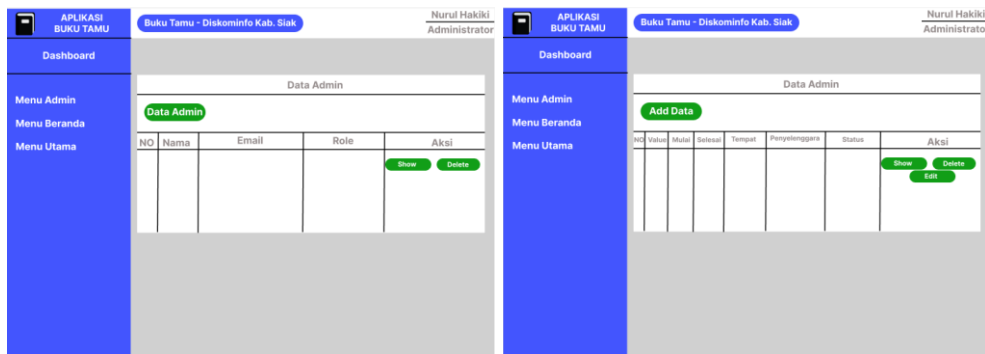 APLIKASI
BUKU TAMU
Buku Tamu - Diskominfo Kab. Siak
Nurul Hakiki
Administrator
Dashboard
Menu Admin
Menu Beranda
Menu Utama
Data Admin
Data Admin
NO Nama Email Role Aksi
Show Delete
APLIKASI
BUKU TAMU
Buku Tamu - Diskominfo Kab. Siak
Nurul Hakiki
Administrato
Dashboard
Menu Admin
Menu Beranda
Menu Utama
Data Admin
Add Data
NO Value Mulai Selesai Tempat Penyelenggara Status Aksi
Show Delete
Edit